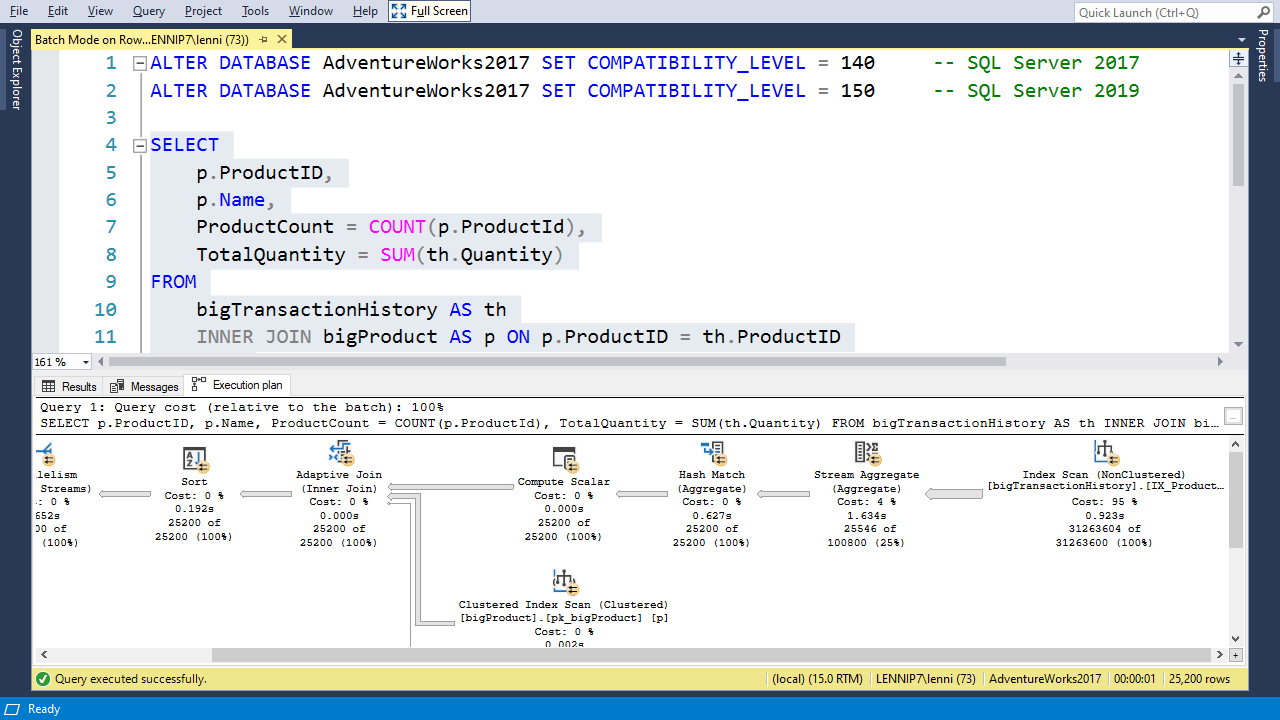 File Edit View Query Project Tools Window Help Full Screen
Quick Launch (Ctrl+Q)
Object Explorer
Batch Mode on Row...ENNIP7\lenni (73))
Properties
1 ALTER DATABASE AdventureWorks2017 SET COMPATIBILITY_LEVEL = 140 -- SQL Server 2017
2 ALTER DATABASE AdventureWorks2017 SET COMPATIBILITY_LEVEL = 150 -- SQL Server 2019
3
4 SELECT
5 p.ProductID,
6 p.Name,
7 ProductCount = COUNT(p.ProductId),
8 TotalQuantity = SUM(th.Quantity)
9 FROM
10 bigTransactionHistory AS th
11 INNER JOIN bigProduct AS p ON p.ProductID = th.ProductID
161 %
Results Messages Execution plan
Query 1: Query cost (relative to the batch): 100%
SELECT p.ProductID, p.Name, ProductCount = COUNT(p.ProductId), TotalQuantity = SUM(th.Quantity) FROM bigTransactionHistory AS th INNER JOIN bi...
lelism
Streams)
: 0 %
652s
00 of
(100%)
Sort
Cost: 0 %
0.192s
25200 of
25200 (100%)
Adaptive Join
(Inner Join)
Cost: 0 %
0.000s
25200 of
25200 (100%)
Compute Scalar
Cost: 0 %
0.000s
25200 of
25200 (100%)
Hash Match
(Aggregate)
Cost: 0 %
0.627s
25200 of
25200 (100%)
Stream Aggregate
(Aggregate)
Cost: 4 %
1.634s
25546 of
100800 (25%)
Index Scan (NonClustered)
[bigTransactionHistory].[IX_Product...
Cost: 95 %
0.923s
31263604 of
31263600 (100%)
Clustered Index Scan (Clustered)
[bigProduct].[pk_bigProduct] [p]
Cost: 0 %
0.002s
Query executed successfully.
(local) (15.0 RTM) LENNIP7\lenni (73) AdventureWorks2017 00:00:01 25,200 rows
Ready